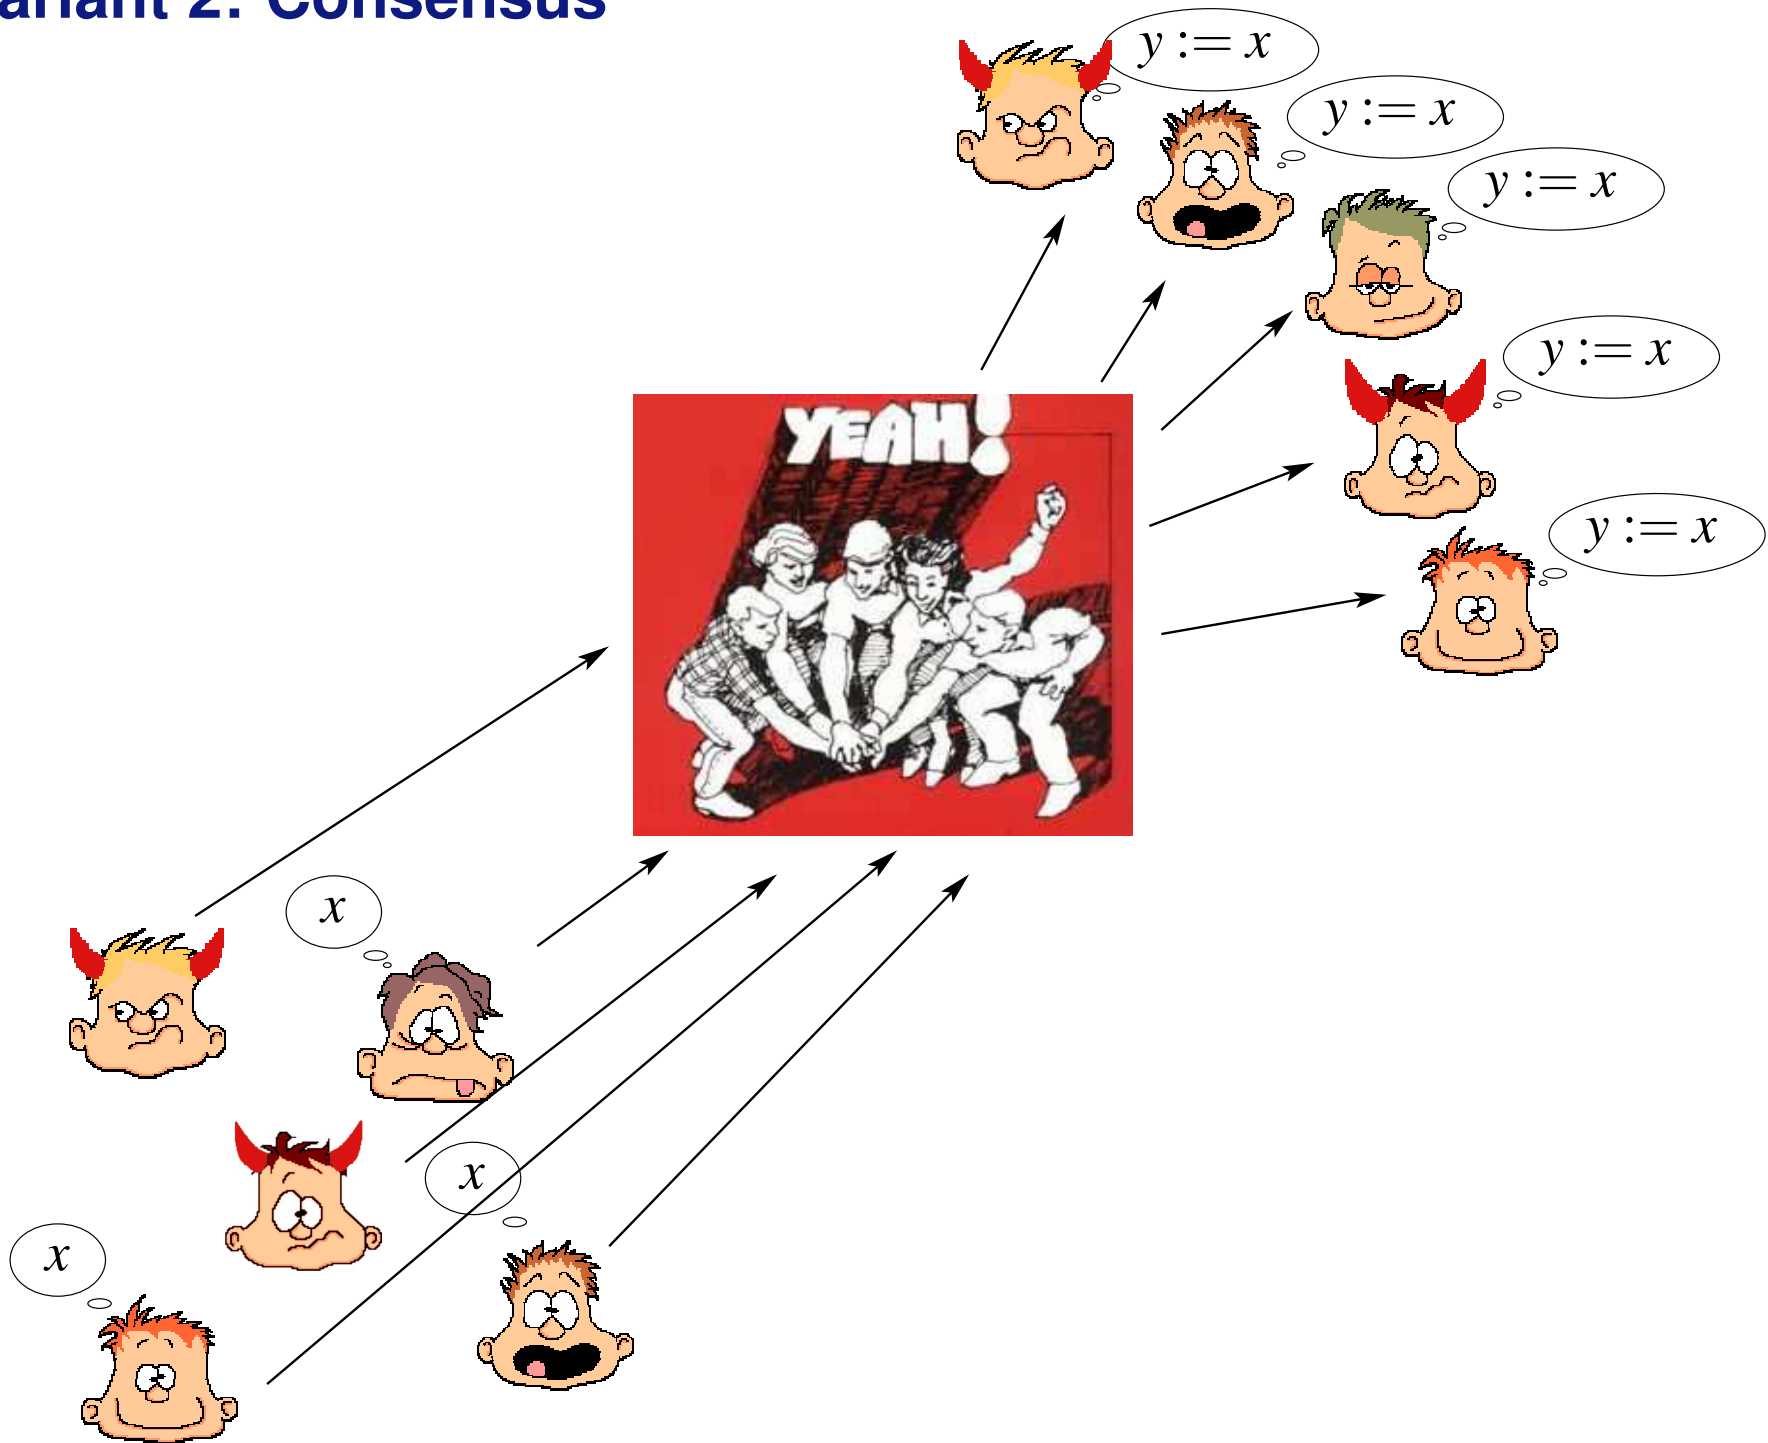 ariant 2: Consensus
y := x
y := x
y := x
y := x
YEAH!
y := x
x
x
x